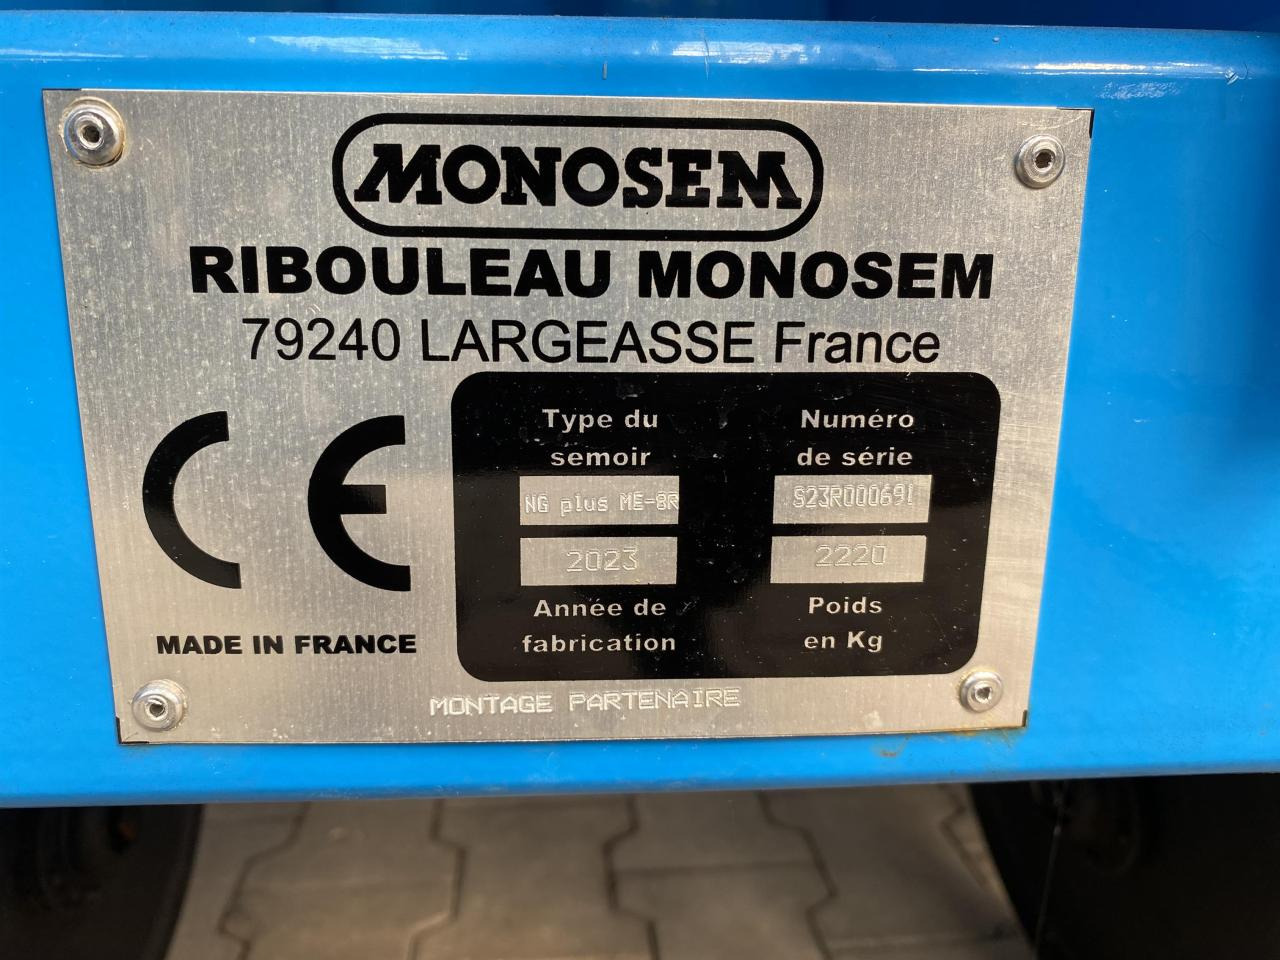 MONOSEM
RIBOULEAU MONOSEM
79240 LARGEASSE France
CE
Type du semoir
Numéro de série
NG plus ME-8R
S23R000691
2023
2220
Année de fabrication
Poids en Kg
MADE IN FRANCE
MONTAGE PARTENAIRE